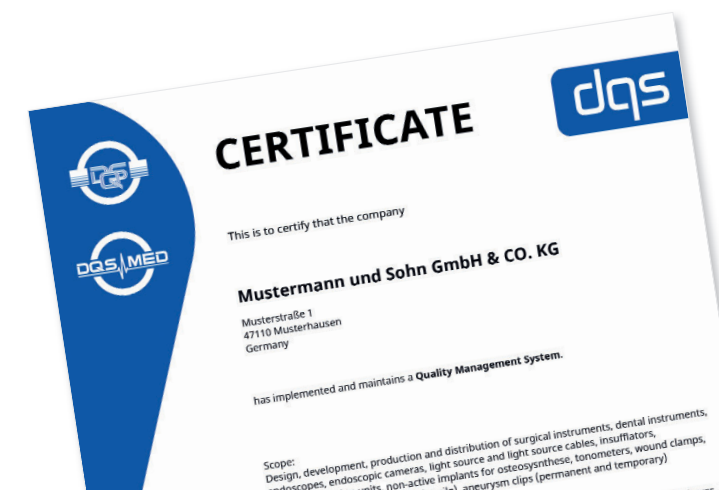 dqs
CERTIFICATE
DQS
DQS MED
This is to certify that the company
Mustermann und Sohn GmbH & CO. KG
Musterstraße 1
47110 Musterhausen
Germany
has implemented and maintains a Quality Management System.
Scope:
Design, development, production and distribution of surgical instruments, dental instruments,
endoscopes, endoscopic cameras, light source and light source cables, insufflators,
units, non-active implants for osteosynthese, tonometers, wound clamps,
aneurysm clips (permanent and temporary)